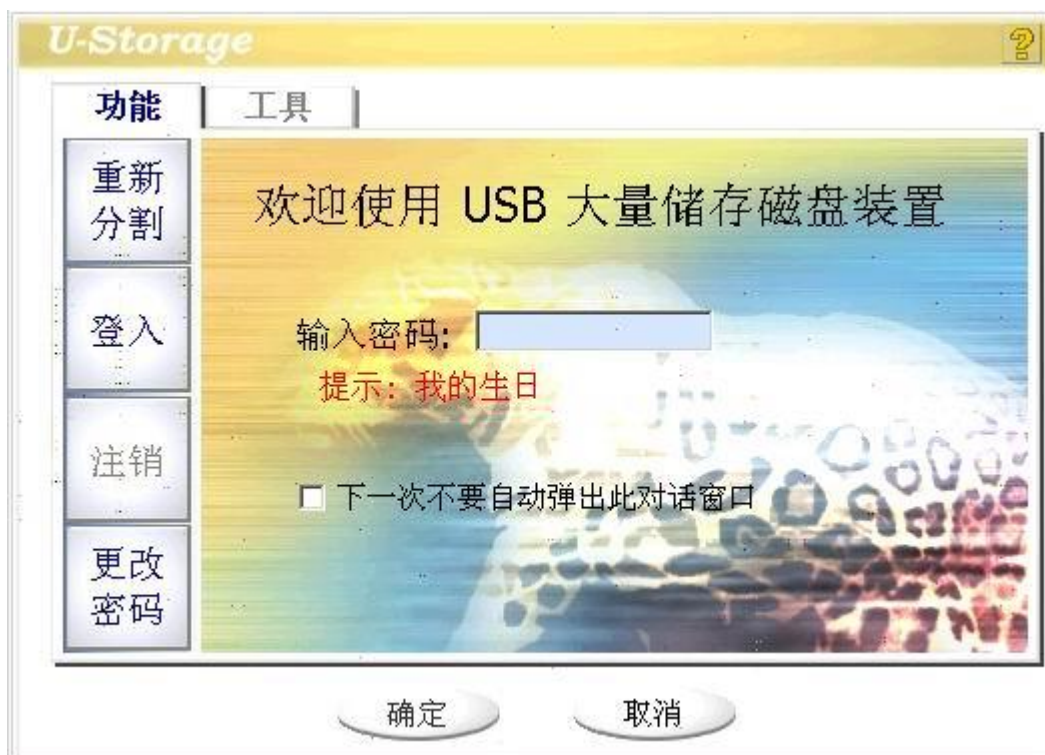 U-Storage
?
功能
工具
重新
分割
登入
注销
更改
密码
欢迎使用 USB 大量储存磁盘装置
输入密码:
提示: 我的生日
下一次不要自动弹出此对话窗口
确定
取消